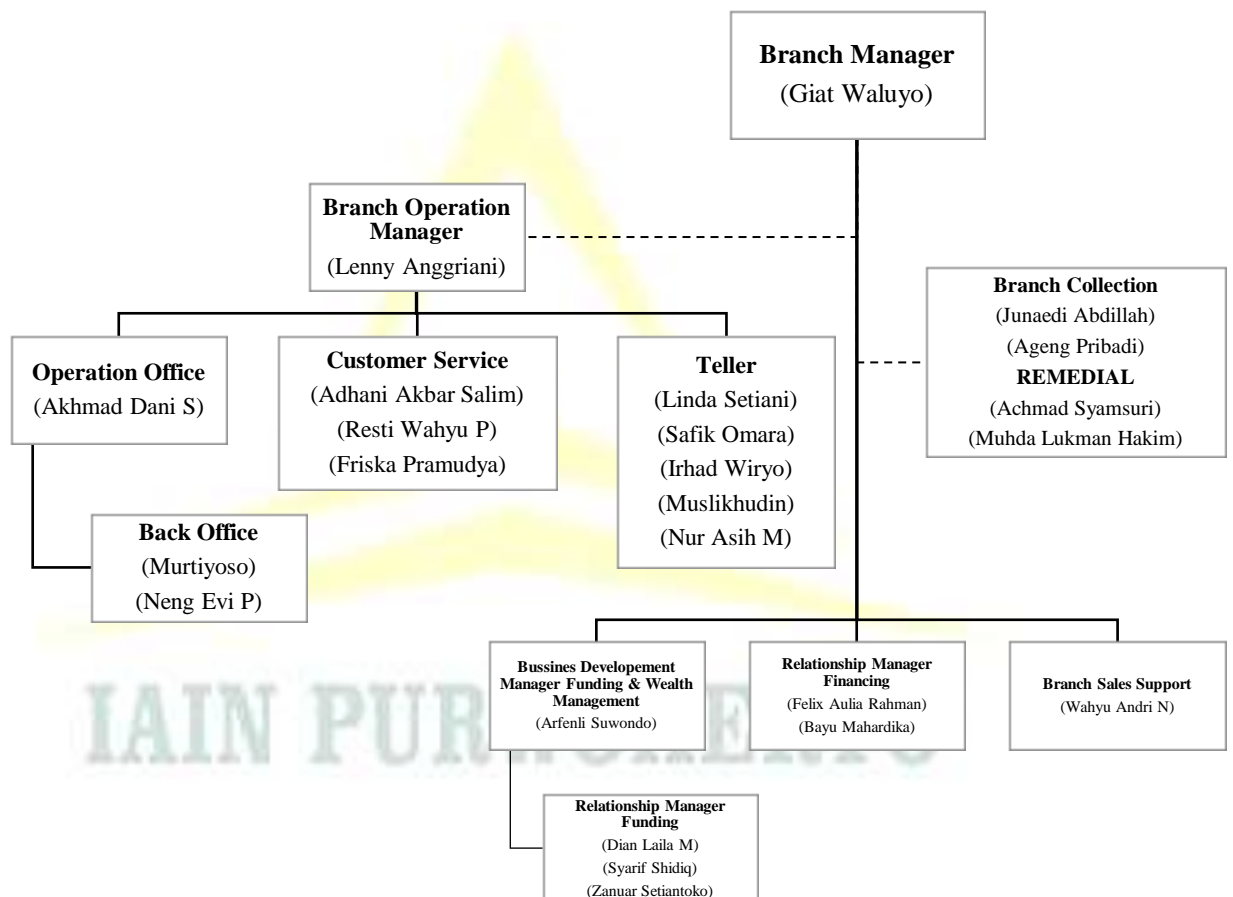 Branch Manager
(Giat Waluyo)
Branch Operation
Manager
(Lenny Anggriani)
Branch Collection
(Junaedi Abdillah)
(Ageng Pribadi)
REMEDIAL
(Achmad Syamsuri)
(Muhda Lukman Hakim)
Operation Office
(Akhmad Dani S)
Customer Service
(Adhani Akbar Salim)
(Resti Wahyu P)
(Friska Pramudya)
Teller
(Linda Setiani)
(Safik Omara)
(Irhad Wiryo)
(Muslikhudin)
(Nur Asih M)
Back Office
(Murtiyoso)
(Neng Evi P)
Bussines Developement
Manager Funding & Wealth
Management
(Arfenli Suwondo)
Relationship Manager
Financing
(Felix Aulia Rahman)
(Bayu Mahardika)
Branch Sales Support
(Wahyu Andri N)
IAIN PURWOKERTO
Relationship Manager
Funding
(Dian Laila M)
(Syarif Shidiq)
(Zanuar Setiantoko)